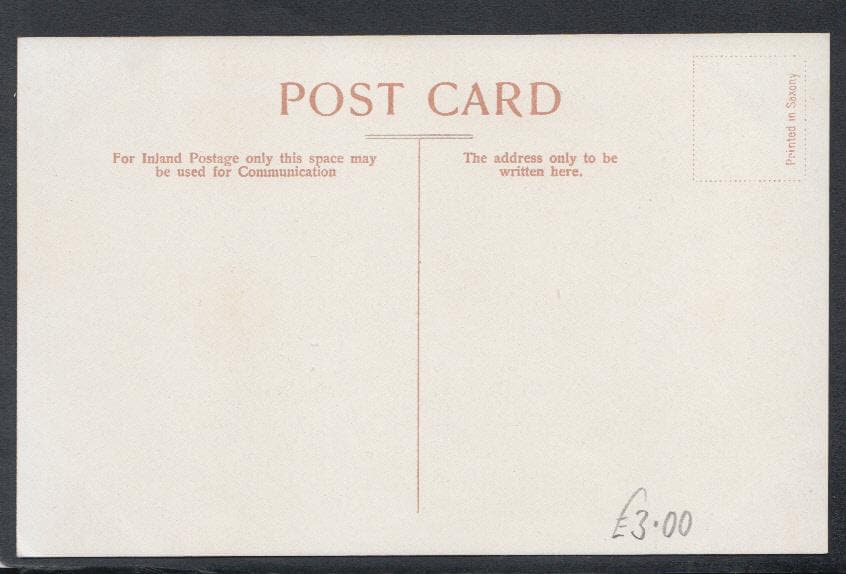 POST CARD
For Inland Postage only this space may
be used for Communication
The address only to be
written here.
Printed in Saxony
£3.00